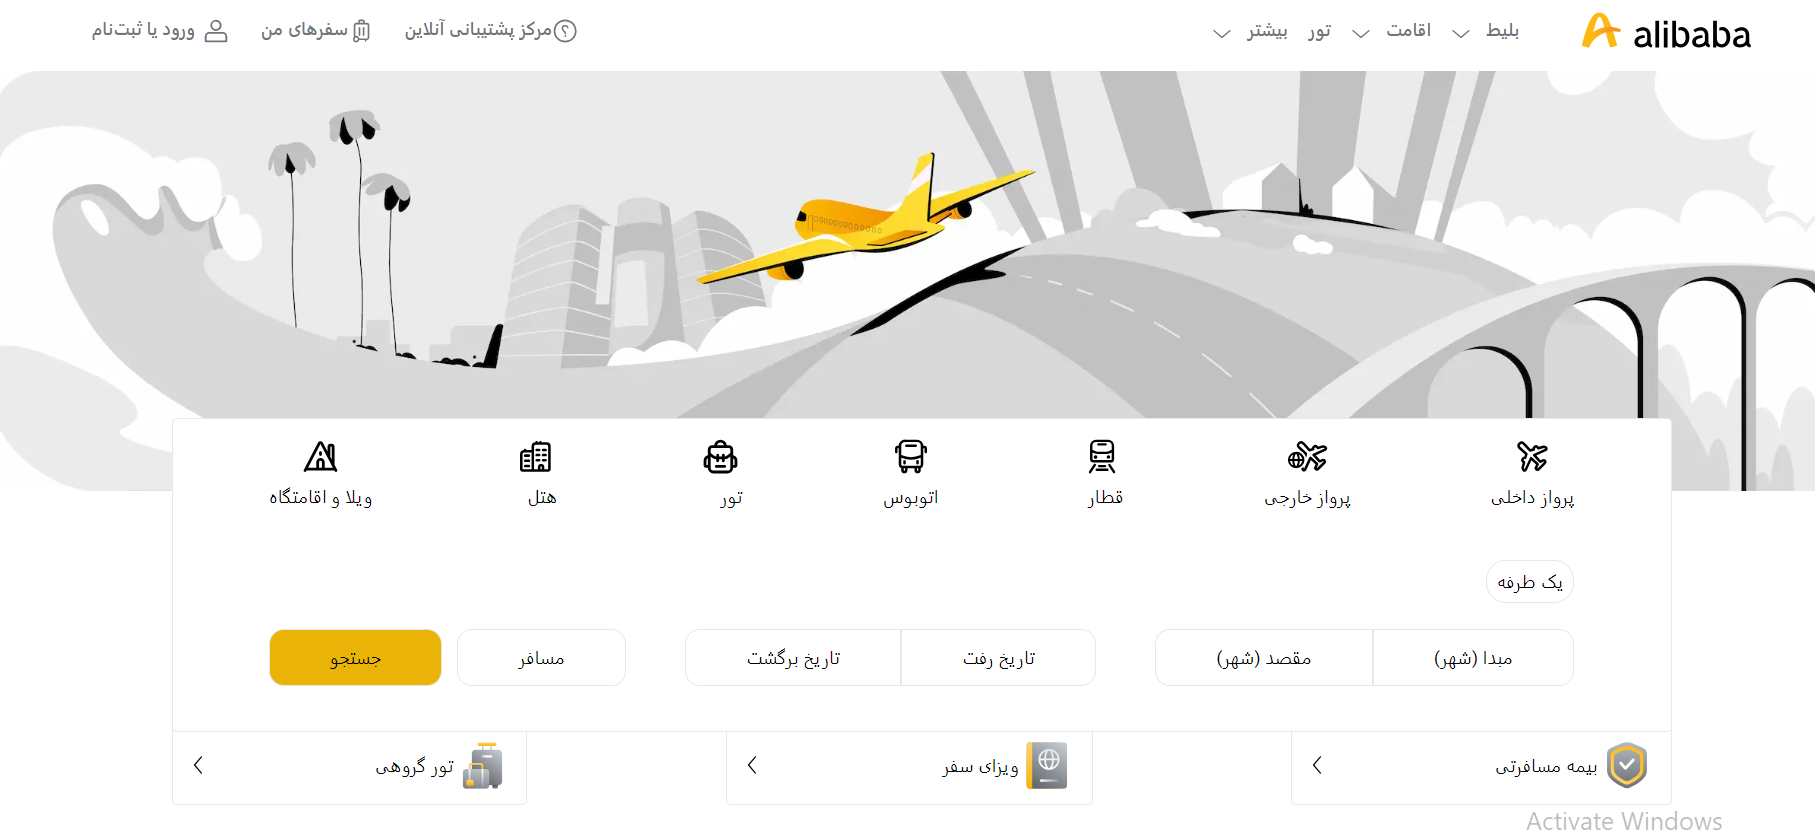 alibaba
بلیط
اقامت
تور
بیشتر
مرکز پشتیبانی آنلاین
سفرهای من
ورود یا ثبت‌نام
پرواز داخلی
پرواز خارجی
قطار
اتوبوس
تور
هتل
ویلا و اقامتگاه
یک طرفه
مبدا (شهر)
مقصد (شهر)
تاریخ رفت
تاریخ برگشت
مسافر
جستجو
بیمه مسافرتی
ویزای سفر
تور گروهی
Activate Windows